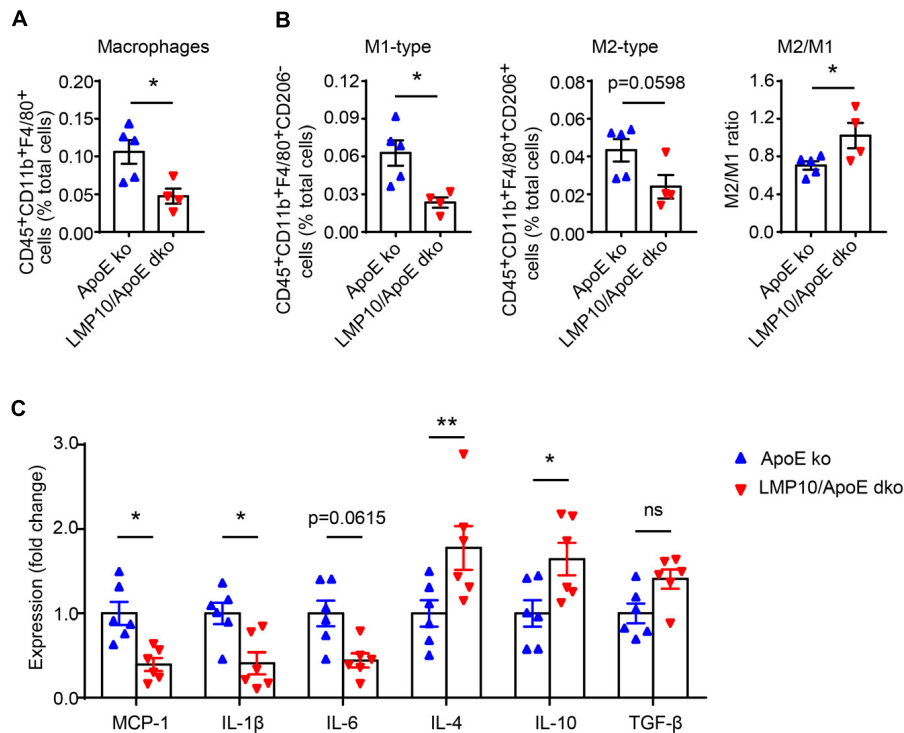 A
Macrophages
CD45+CD11b+F4/80+
cells (% total cells)
0.20
0.15
0.10
0.05
0.00
*
ApoE ko
LMP10/ApoE dko
B
M1-type
CD45+CD11b+F4/80+CD206-
cells (% total cells)
0.12
0.09
0.06
0.03
0.00
*
ApoE ko
LMP10/ApoE dko
M2-type
CD45+CD11b+F4/80+CD206+
cells (% total cells)
0.08
0.06
0.04
0.02
0.00
p=0.0598
ApoE ko
LMP10/ApoE dko
M2/M1
M2/M1 ratio
1.6
1.2
0.8
0.4
0.0
*
ApoE ko
LMP10/ApoE dko
C
Expression (fold change)
3.0
2.0
1.0
0.0
*
*
p=0.0615
**
*
ns
MCP-1 IL-1β IL-6 IL-4 IL-10 TGF-β
ApoE ko
LMP10/ApoE dko